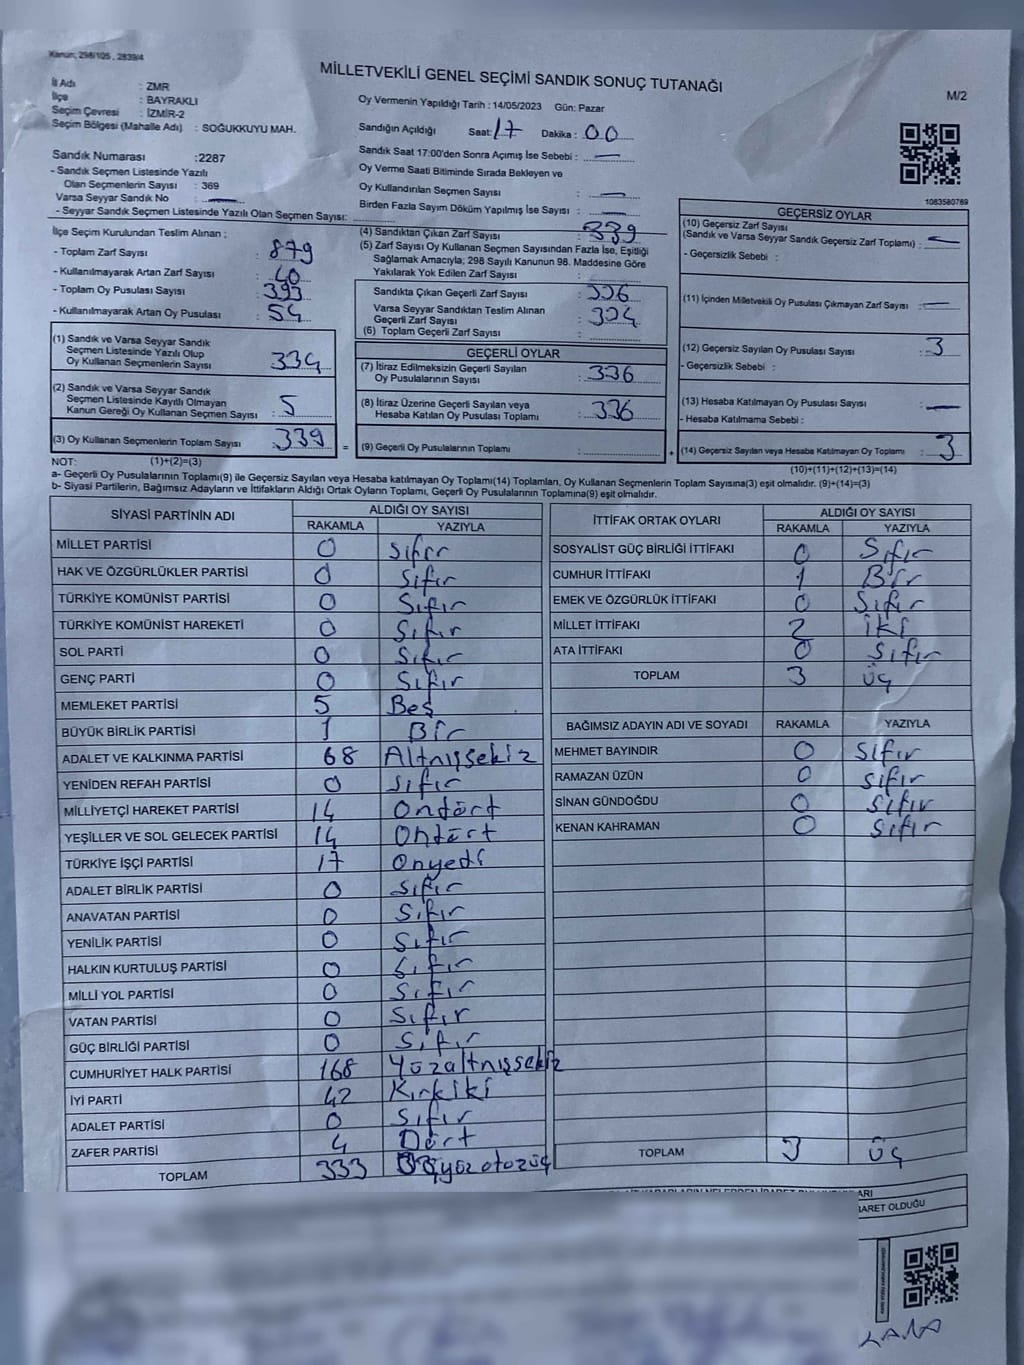 Kanun; 298/105 , 2839/4
MİLLETVEKİLİ GENEL SEÇİMİ SANDIK SONUÇ TUTANAĞI
M/2
İl Adı : ZMR
İlçe : BAYRAKLI
Seçim Çevresi : İZMİR-2
Seçim Bölgesi (Mahalle Adı) : SOĞUKKUYU MAH.
Sandık Numarası :2287
- Sandık Seçmen Listesinde Yazılı
Olan Seçmenlerin Sayısı : 369
Varsa Seyyar Sandık No : —
- Seyyar Sandık Seçmen Listesinde Yazılı Olan Seçmen Sayısı:
Oy Vermenin Yapıldığı Tarih : 14/05/2023 Gün: Pazar
Sandığın Açıldığı Saat: 17 Dakika : 00
Sandık Saat 17:00'den Sonra Açımış İse Sebebi : —
Oy Verme Saati Bitiminde Sırada Bekleyen ve
Oy Kullandırılan Seçmen Sayısı : —
Birden Fazla Sayım Döküm Yapılmış İse Sayısı : —
1083580789
İlçe Seçim Kurulundan Teslim Alınan ;
- Toplam Zarf Sayısı : 879
- Kullanılmayarak Artan Zarf Sayısı : 40
- Toplam Oy Pusulası Sayısı : 393
- Kullanılmayarak Artan Oy Pusulası : 54
(1) Sandık ve Varsa Seyyar Sandık
Seçmen Listesinde Yazılı Olup
Oy Kullanan Seçmenlerin Sayısı : 334
(2) Sandık ve Varsa Seyyar Sandık
Seçmen Listesinde Kayıtlı Olmayan
Kanun Gereği Oy Kullanan Seçmen Sayısı : 5
(3) Oy Kullanan Seçmenlerin Toplam Sayısı : 339 =
(4) Sandıktan Çıkan Zarf Sayısı : 339
(5) Zarf Sayısı Oy Kullanan Seçmen Sayısından Fazla İse, Eşitliği
Sağlamak Amacıyla; 298 Sayılı Kanunun 98. Maddesine Göre
Yakılarak Yok Edilen Zarf Sayısı :
Sandıkta Çıkan Geçerli Zarf Sayısı : 336
Varsa Seyyar Sandıktan Teslim Alınan
Geçerli Zarf Sayısı :
(6) Toplam Geçerli Zarf Sayısı :
GEÇERLİ OYLAR
(7) İtiraz Edilmeksizin Geçerli Sayılan
Oy Pusulalarının Sayısı : 336
(8) İtiraz Üzerine Geçerli Sayılan veya
Hesaba Katılan Oy Pusulası Toplamı : 336
(9) Geçerli Oy Pusulalarının Toplamı : +
GEÇERSİZ OYLAR
(10) Geçersiz Zarf Sayısı
(Sandık ve Varsa Seyyar Sandık Geçersiz Zarf Toplamı) : —
- Geçersizlik Sebebi :
(11) İçinden Milletvekili Oy Pusulası Çıkmayan Zarf Sayısı : —
(12) Geçersiz Sayılan Oy Pusulası Sayısı : 3
- Geçersizlik Sebebi :
(13) Hesaba Katılmayan Oy Pusulası Sayısı : —
- Hesaba Katılmama Sebebi :
(14) Geçersiz Sayılan veya Hesaba Katılmayan Oy Toplamı : 3
NOT: (1)+(2)=(3) (10)+(11)+(12)+(13)=(14)
a- Geçerli Oy Pusulalarının Toplamı(9) ile Geçersiz Sayılan veya Hesaba katılmayan Oy Toplamı(14) Toplamları, Oy Kullanan Seçmenlerin Toplam Sayısına(3) eşit olmalıdır. (9)+(14)=(3)
b- Siyasi Partilerin, Bağımsız Adayların ve İttifakların Aldığı Ortak Oyların Toplamı, Geçerli Oy Pusulalarının Toplamına(9) eşit olmalıdır.
SİYASİ PARTİNİN ADI ALDIĞI OY SAYISI
RAKAMLA YAZIYLA
MİLLET PARTİSİ 0 sıfır
HAK VE ÖZGÜRLÜKLER PARTİSİ 0 Sıfır
TÜRKİYE KOMÜNİST PARTİSİ 0 Sıfır
TÜRKİYE KOMÜNİST HAREKETİ 0 Sıfır
SOL PARTİ 0 Sıfır
GENÇ PARTİ 0 Sıfır
MEMLEKET PARTİSİ 5 Beş
BÜYÜK BİRLİK PARTİSİ 1 Bir
ADALET VE KALKINMA PARTİSİ 68 Altmışsekiz
YENİDEN REFAH PARTİSİ 0 sıfır
MİLLİYETÇİ HAREKET PARTİSİ 14 Ondört
YEŞİLLER VE SOL GELECEK PARTİSİ 14 Ondört
TÜRKİYE İŞÇİ PARTİSİ 17 Onyedi
ADALET BİRLİK PARTİSİ 0 Sıfır
ANAVATAN PARTİSİ 0 Sıfır
YENİLİK PARTİSİ 0 Sıfır
HALKIN KURTULUŞ PARTİSİ 0 Sıfır
MİLLİ YOL PARTİSİ 0 Sıfır
VATAN PARTİSİ 0 Sıfır
GÜÇ BİRLİĞİ PARTİSİ 0 Sıfır
CUMHURİYET HALK PARTİSİ 168 Yüzaltmışsekiz
İYİ PARTİ 42 Kırkiki
ADALET PARTİSİ 0 Sıfır
ZAFER PARTİSİ 4 Dört
TOPLAM 333 Üçyüzotuzüç
İTTİFAK ORTAK OYLARI ALDIĞI OY SAYISI
RAKAMLA YAZIYLA
SOSYALİST GÜÇ BİRLİĞİ İTTİFAKI 0 Sıfır
CUMHUR İTTİFAKI 1 Bir
EMEK VE ÖZGÜRLÜK İTTİFAKI 0 Sıfır
MİLLET İTTİFAKI 2 İki
ATA İTTİFAKI 0 Sıfır
TOPLAM 3 üç
BAĞIMSIZ ADAYIN ADI VE SOYADI RAKAMLA YAZIYLA
MEHMET BAYINDIR 0 Sıfır
RAMAZAN ÜZÜN 0 Sıfır
SİNAN GÜNDOĞDU 0 Sıfır
KENAN KAHRAMAN 0 Sıfır
TOPLAM 3 üç
ARI
BARET OLDUĞU